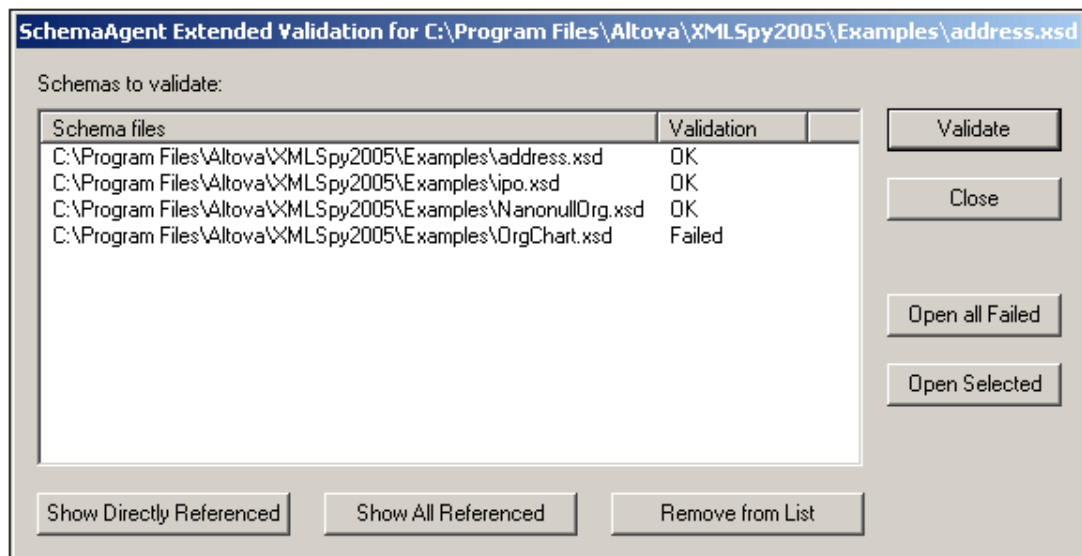 SchemaAgent Extended Validation for C:\Program Files\Altova\XMLSpy2005\Examples\address.xsd
Schemas to validate:
Schema files Validation
C:\Program Files\Altova\XMLSpy2005\Examples\address.xsd OK
C:\Program Files\Altova\XMLSpy2005\Examples\ipo.xsd OK
C:\Program Files\Altova\XMLSpy2005\Examples\NanonullOrg.xsd OK
C:\Program Files\Altova\XMLSpy2005\Examples\OrgChart.xsd Failed
Validate
Close
Open all Failed
Open Selected
Show Directly Referenced Show All Referenced Remove from List